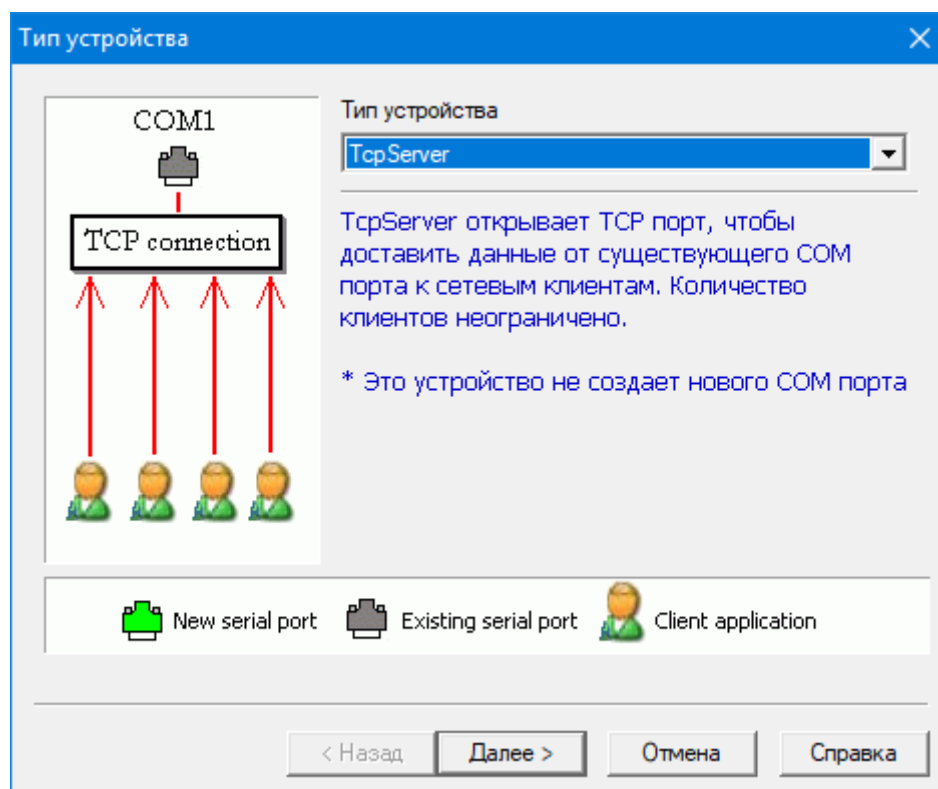 Тип устройства
COM1
TCP connection
Тип устройства
TcpServer
TcpServer открывает TCP порт, чтобы
доставить данные от существующего COM
порта к сетевым клиентам. Количество
клиентов неограничено.
* Это устройство не создает нового COM порта
New serial port
Existing serial port
Client application
< Назад
Далее >
Отмена
Справка